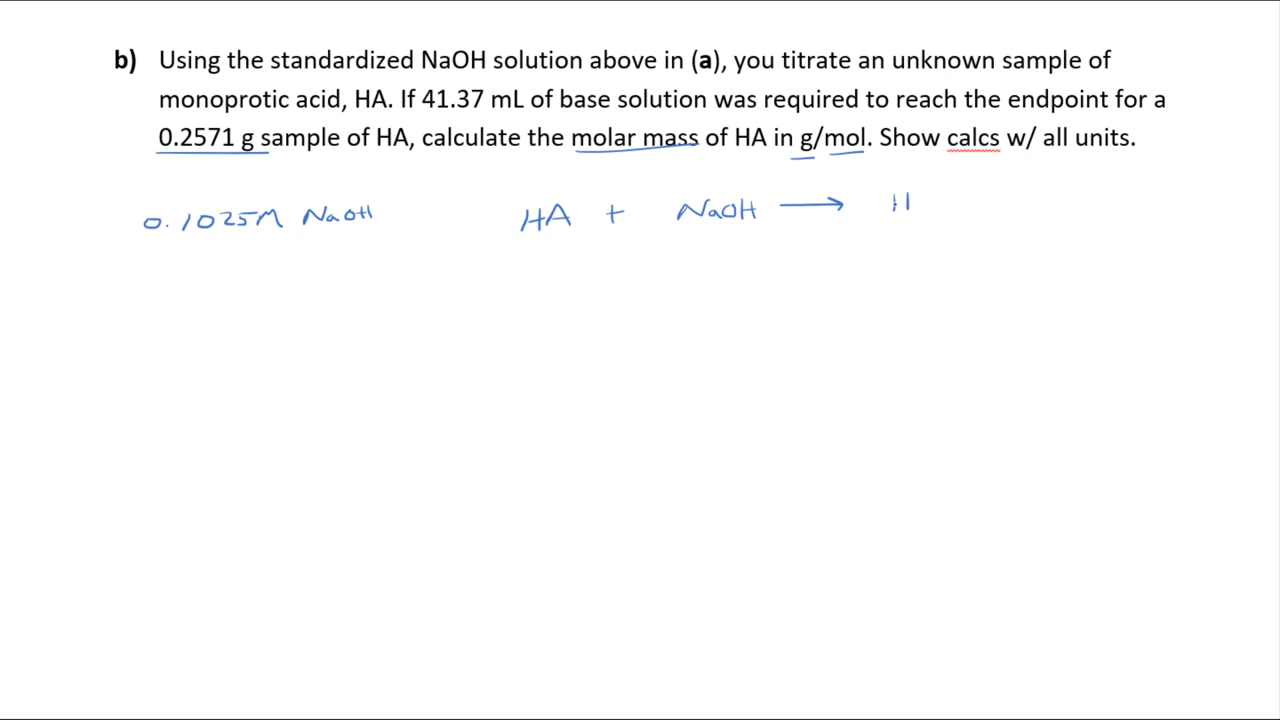 b) Using the standardized NaOH solution above in (a), you titrate an unknown sample of
monoprotic acid, HA. If 41.37 mL of base solution was required to reach the endpoint for a
0.2571 g sample of HA, calculate the molar mass of HA in g/mol. Show calcs w/ all units.
0.1025M NaOH HA + NaOH ⟶